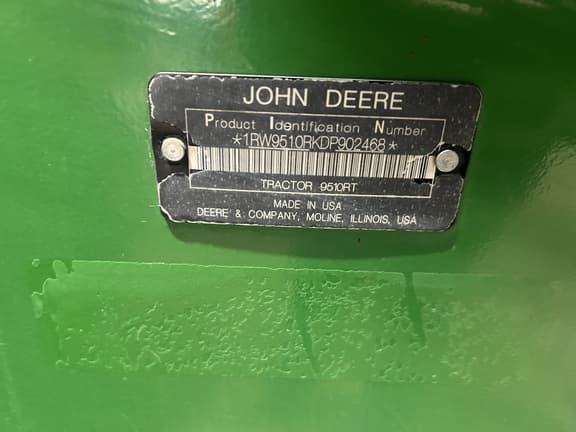 JOHN DEERE
Product Identification Number
*1RW9510RKDP902468*
TRACTOR 9510RT
MADE IN USA
DEERE & COMPANY, MOLINE, ILLINOIS, USA